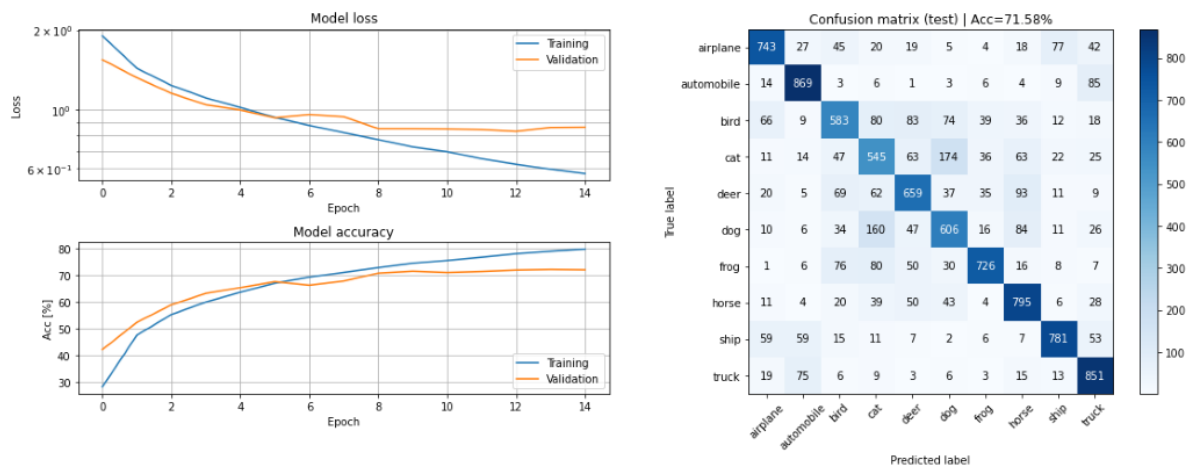 Model loss
2 × 10⁰
10⁰
6 × 10⁻¹
Loss
Training
Validation
0 2 4 6 8 10 12 14
Epoch
Model accuracy
80
70
60
50
40
30
Acc [%]
Training
Validation
0 2 4 6 8 10 12 14
Epoch
Confusion matrix (test) | Acc=71.58%
True label
airplane 743 27 45 20 19 5 4 18 77 42
automobile 14 869 3 6 1 3 6 4 9 85
bird 66 9 583 80 83 74 39 36 12 18
cat 11 14 47 545 63 174 36 63 22 25
deer 20 5 69 62 659 37 35 93 11 9
dog 10 6 34 160 47 606 16 84 11 26
frog 1 6 76 80 50 30 726 16 8 7
horse 11 4 20 39 50 43 4 795 6 28
ship 59 59 15 11 7 2 6 7 781 53
truck 19 75 6 9 3 6 3 15 13 851
airplane automobile bird cat deer dog frog horse ship truck
Predicted label
800
700
600
500
400
300
200
100